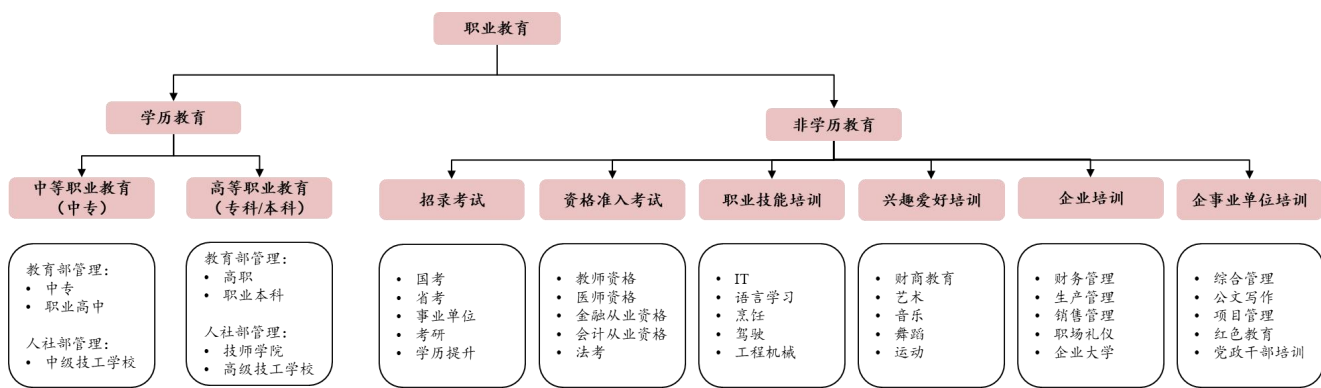 职业教育
学历教育
非学历教育
中等职业教育
（中专）
高等职业教育
（专科/本科）
招录考试
资格准入考试
职业技能培训
兴趣爱好培训
企业培训
企事业单位培训
教育部管理：
• 中专
• 职业高中
人社部管理：
• 中级技工学校
教育部管理：
• 高职
• 职业本科
人社部管理：
• 技师学院
• 高级技工学校
• 国考
• 省考
• 事业单位
• 考研
• 学历提升
• 教师资格
• 医师资格
• 金融从业资格
• 会计从业资格
• 法考
• IT
• 语言学习
• 烹饪
• 驾驶
• 工程机械
• 财商教育
• 艺术
• 音乐
• 舞蹈
• 运动
• 财务管理
• 生产管理
• 销售管理
• 职场礼仪
• 企业大学
• 综合管理
• 公文写作
• 项目管理
• 红色教育
• 党政干部培训